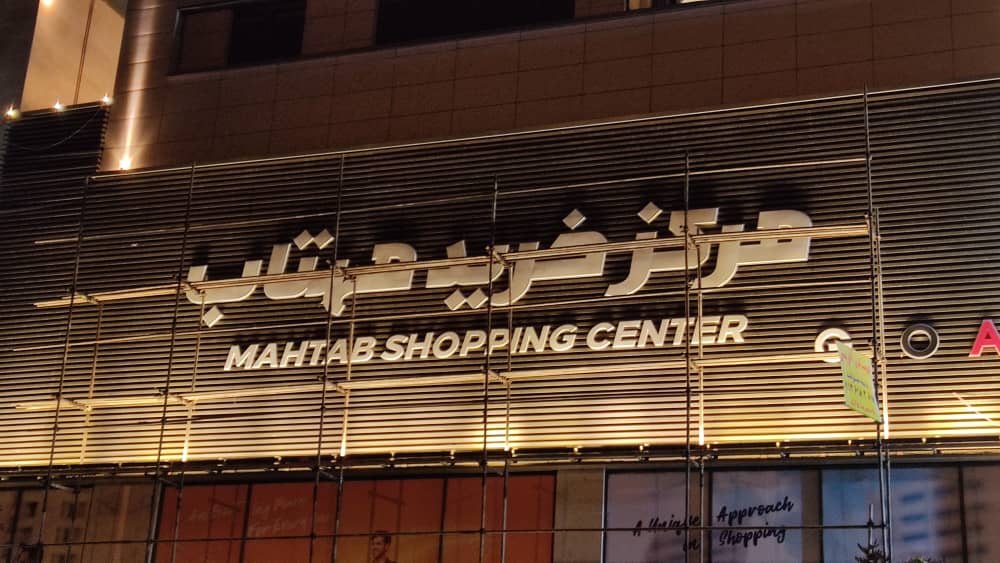 مرکز خرید مهتاب
MAHTAB SHOPPING CENTER
G O A
A Unique Approach
in Shopping